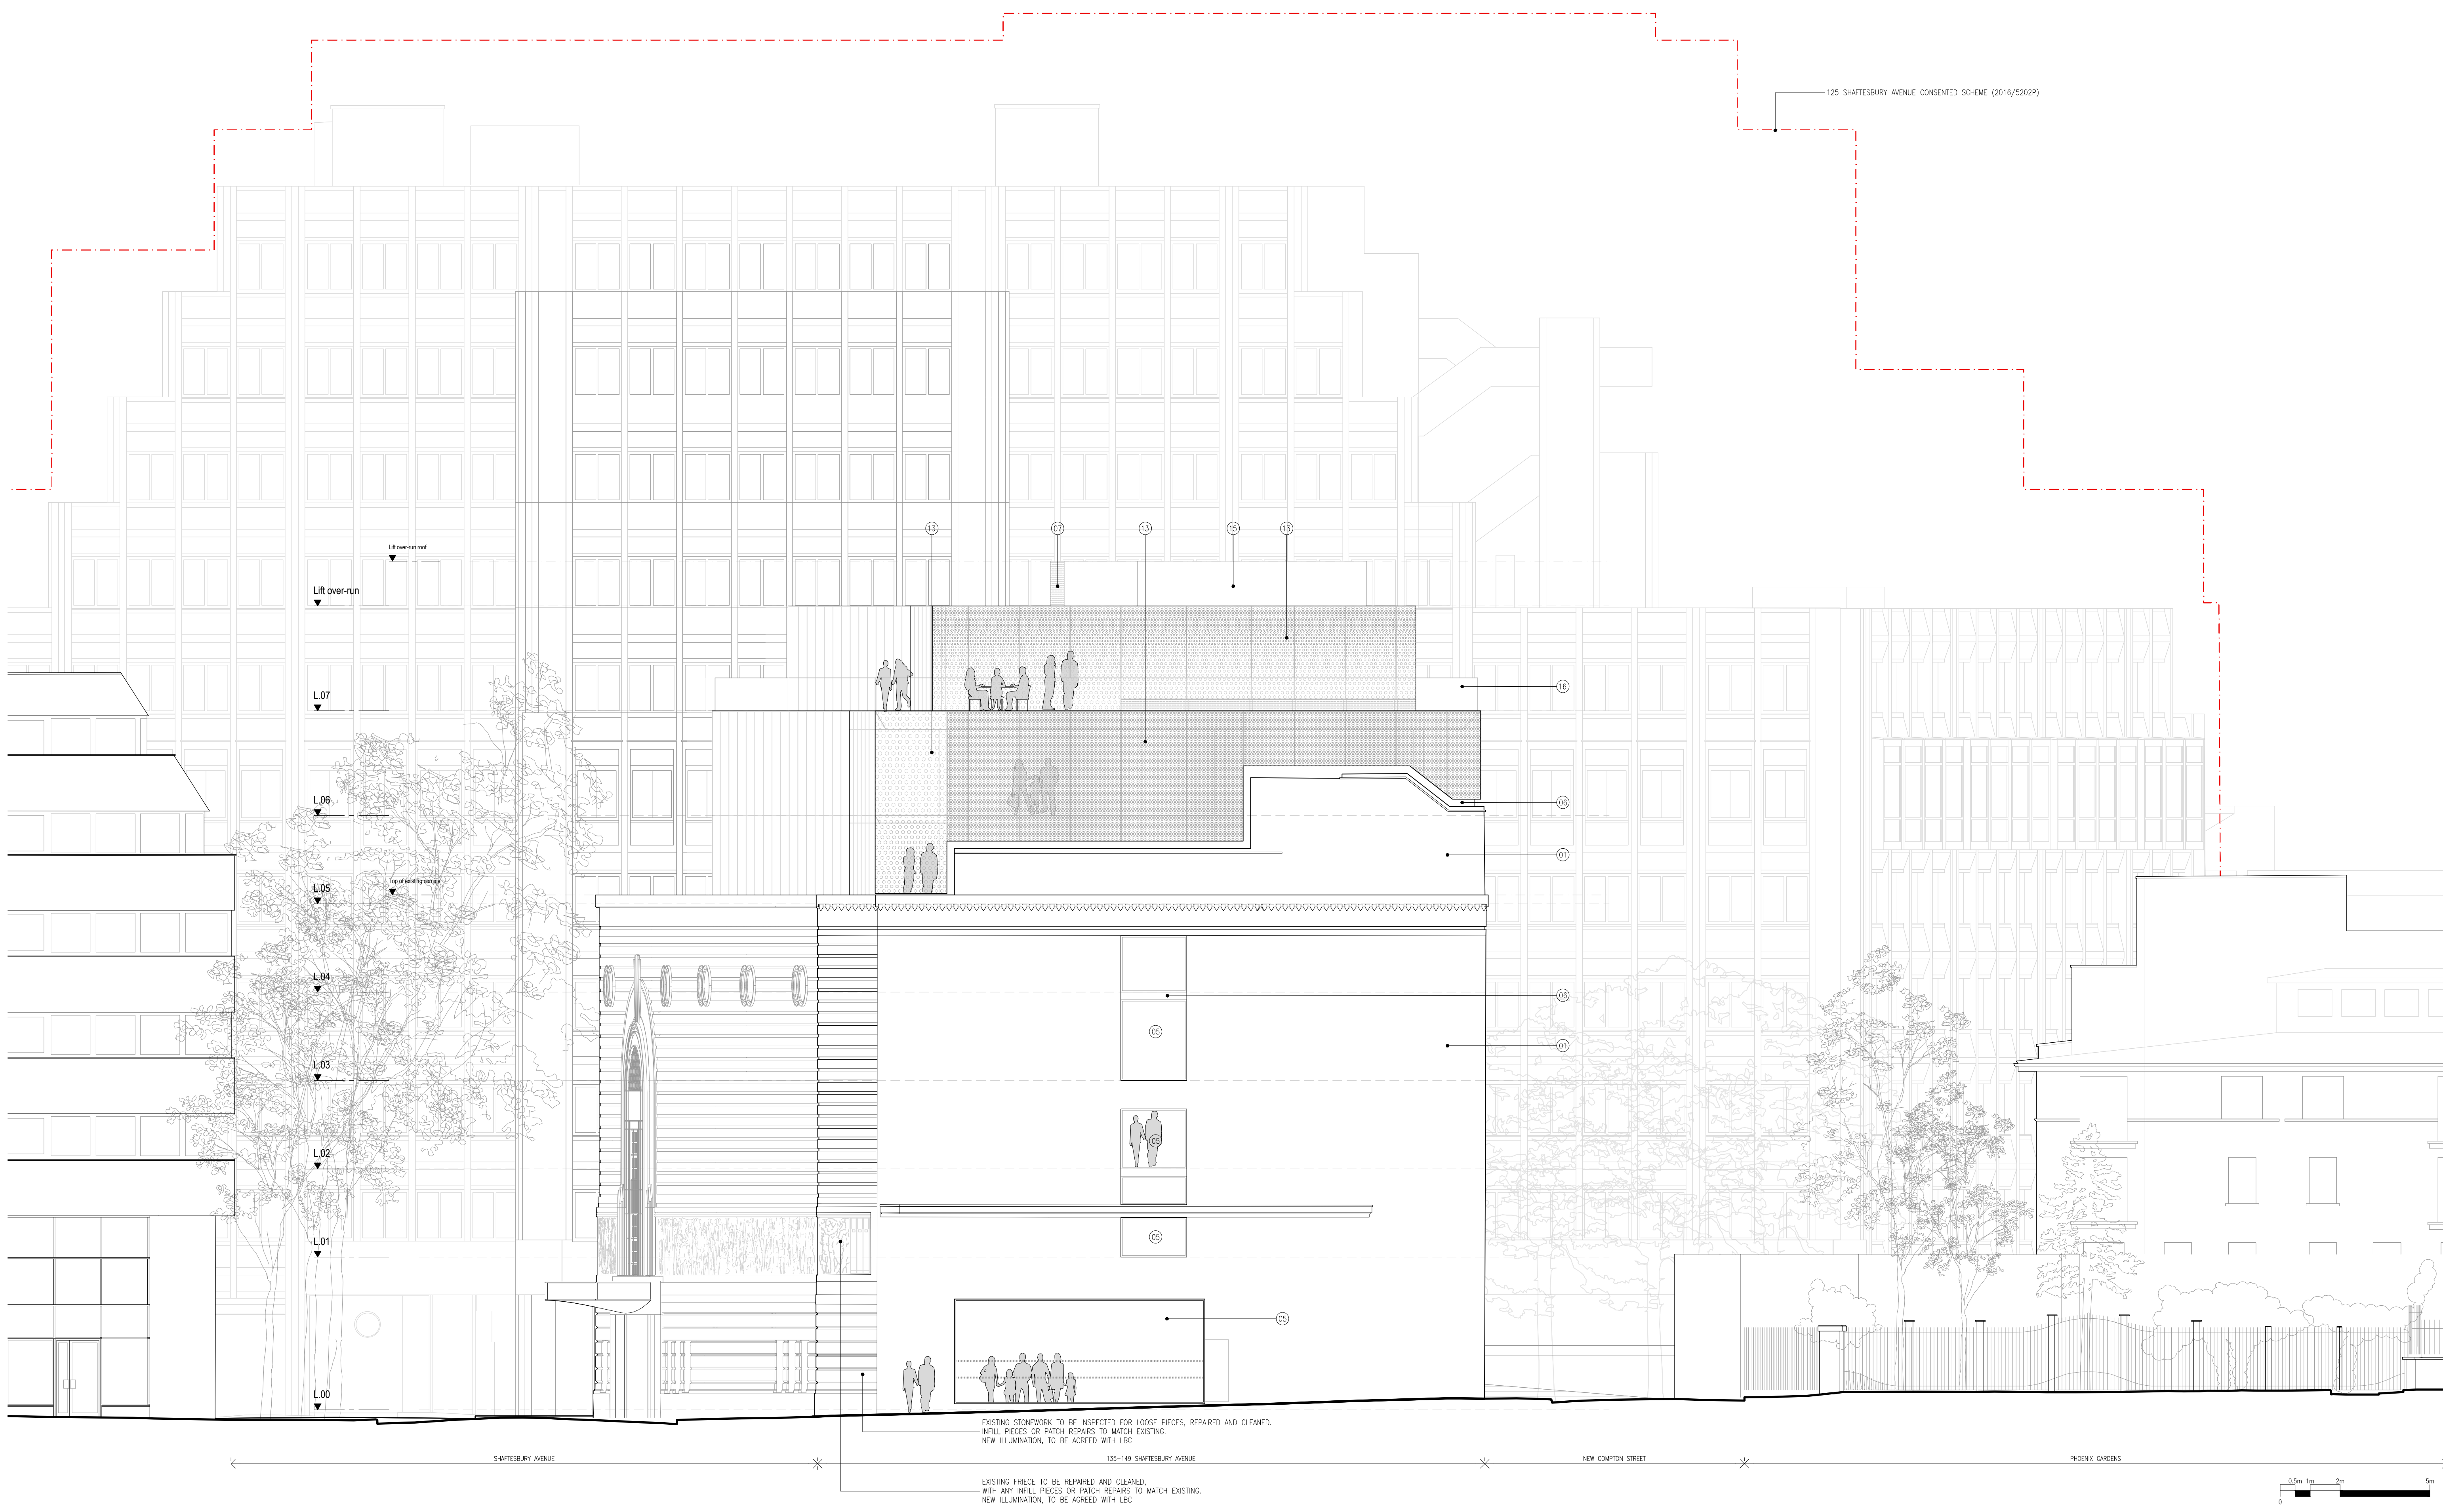 125 SHAFTESBURY AVENUE CONSENTED SCHEME (2016/5202P)
13
07
13
15
13
Lift over-run roof
Lift over-run
16
L.07
L.06
06
01
Top of existing cornice
L.05
L.04
06
05
01
L.03
05
L.02
05
L.01
05
L.00
EXISTING STONEWORK TO BE INSPECTED FOR LOOSE PIECES, REPAIRED AND CLEANED.
INFILL PIECES OR PATCH REPAIRS TO MATCH EXISTING.
NEW ILLUMINATION, TO BE AGREED WITH LBC
SHAFTESBURY AVENUE
135-149 SHAFTESBURY AVENUE
NEW COMPTON STREET
PHOENIX GARDENS
EXISTING FRIECE TO BE REPAIRED AND CLEANED,
WITH ANY INFILL PIECES OR PATCH REPAIRS TO MATCH EXISTING.
NEW ILLUMINATION, TO BE AGREED WITH LBC
0.5m 1m 2m 5m
0